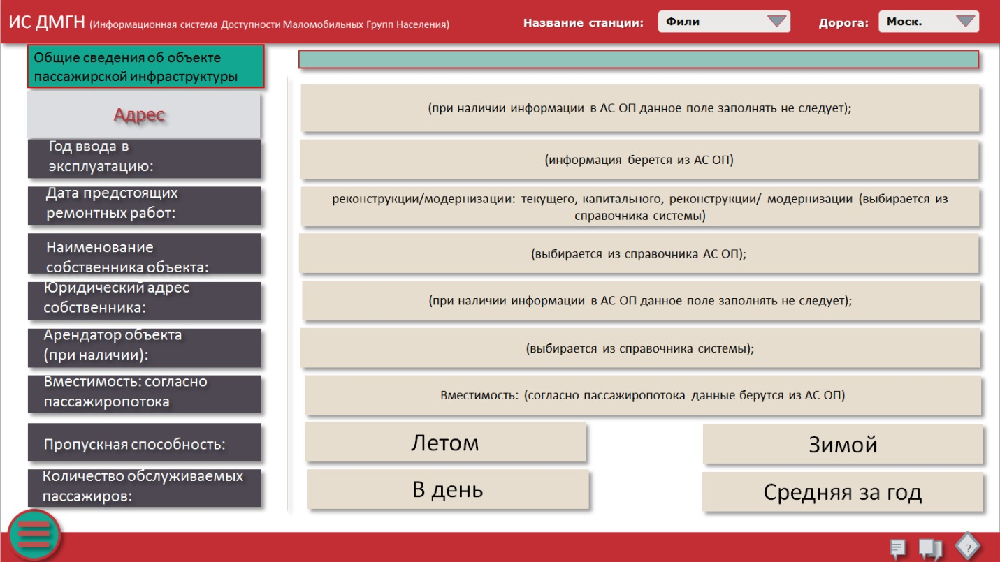 ИС ДМГН (Информационная система Доступности Маломобильных Групп Населения)
Название станции: Фили Дорога: Моск.
Общие сведения об объекте
пассажирской инфраструктуры
Адрес
(при наличии информации в АС ОП данное поле заполнять не следует);
Год ввода в
эксплуатацию:
(информация берется из АС ОП)
Дата предстоящих
ремонтных работ:
реконструкции/модернизации: текущего, капитального, реконструкции/ модернизации (выбирается из
справочника системы)
Наименование
собственника объекта:
(выбирается из справочника АС ОП);
Юридический адрес
собственника:
(при наличии информации в АС ОП данное поле заполнять не следует);
Арендатор объекта
(при наличии):
(выбирается из справочника системы);
Вместимость: согласно
пассажиропотока
Вместимость: (согласно пассажиропотока данные берутся из АС ОП)
Пропускная способность:
Летом
Зимой
Количество обслуживаемых
пассажиров:
В день
Средняя за год
?